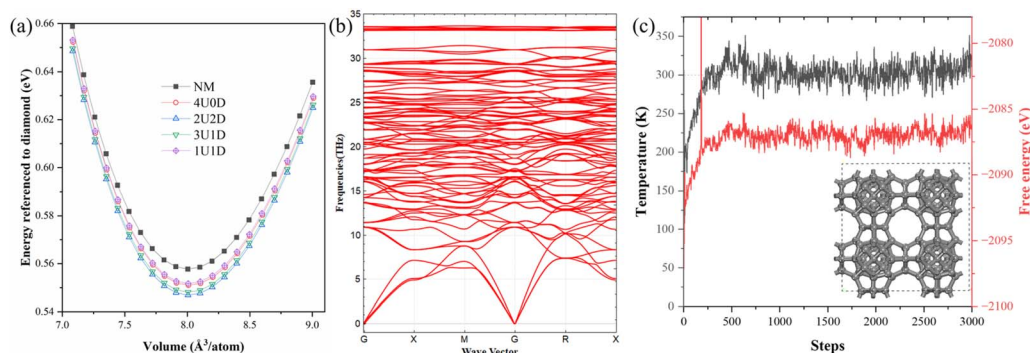 (a)
Energy referenced to diamond (eV)
0.66
0.64
0.62
0.60
0.58
0.56
0.54
NM
4U0D
2U2D
3U1D
1U1D
7.0 7.5 8.0 8.5 9.0
Volume (Å³/atom)
(b)
Frequencies(THz)
35
30
25
20
15
10
5
0
G X M G R X
Wave Vector
(c)
Temperature (K)
350
300
250
200
150
100
50
0
0 500 1000 1500 2000 2500 3000
Steps
−2080
−2085
−2090
−2095
−2100
Free energy (eV)